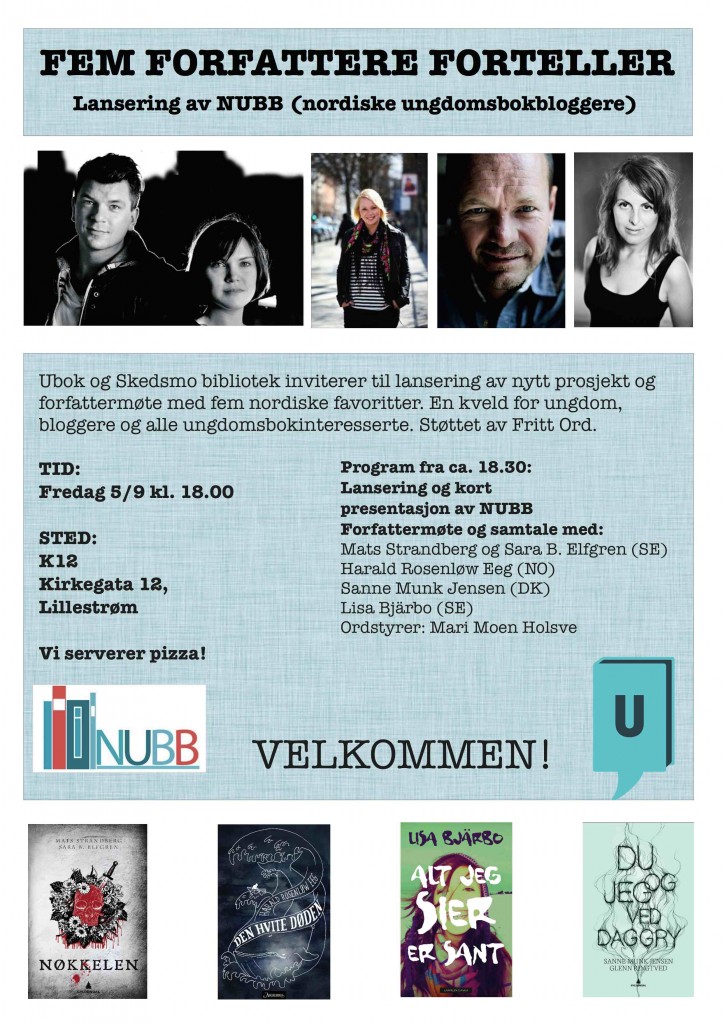 FEM FORFATTERE FORTELLER
Lansering av NUBB (nordiske ungdomsbokbloggere)
Ubok og Skedsmo bibliotek inviterer til lansering av nytt prosjekt og
forfattermøte med fem nordiske favoritter. En kveld for ungdom,
bloggere og alle ungdomsbokinteresserte. Støttet av Fritt Ord.
TID:
Fredag 5/9 kl. 18.00
STED:
K12
Kirkegata 12,
Lillestrøm
Vi serverer pizza!
Program fra ca. 18.30:
Lansering og kort
presentasjon av NUBB
Forfattermøte og samtale med:
Mats Strandberg og Sara B. Elfgren (SE)
Harald Rosenløw Eeg (NO)
Sanne Munk Jensen (DK)
Lisa Bjärbo (SE)
Ordstyrer: Mari Moen Holsve
NUBB
VELKOMMEN!
U
MATS STRANDBERG
SARA B. ELFGREN
NØKKELEN
HARALD ROSENLØW EEG
DEN HVITE DØDEN
LISA BJÄRBO
ALT JEG
SIER
ER SANT
DU
OG
JEG
VED
DAGGRY
SANNE MUNK JENSEN
GLENN RINGTVED